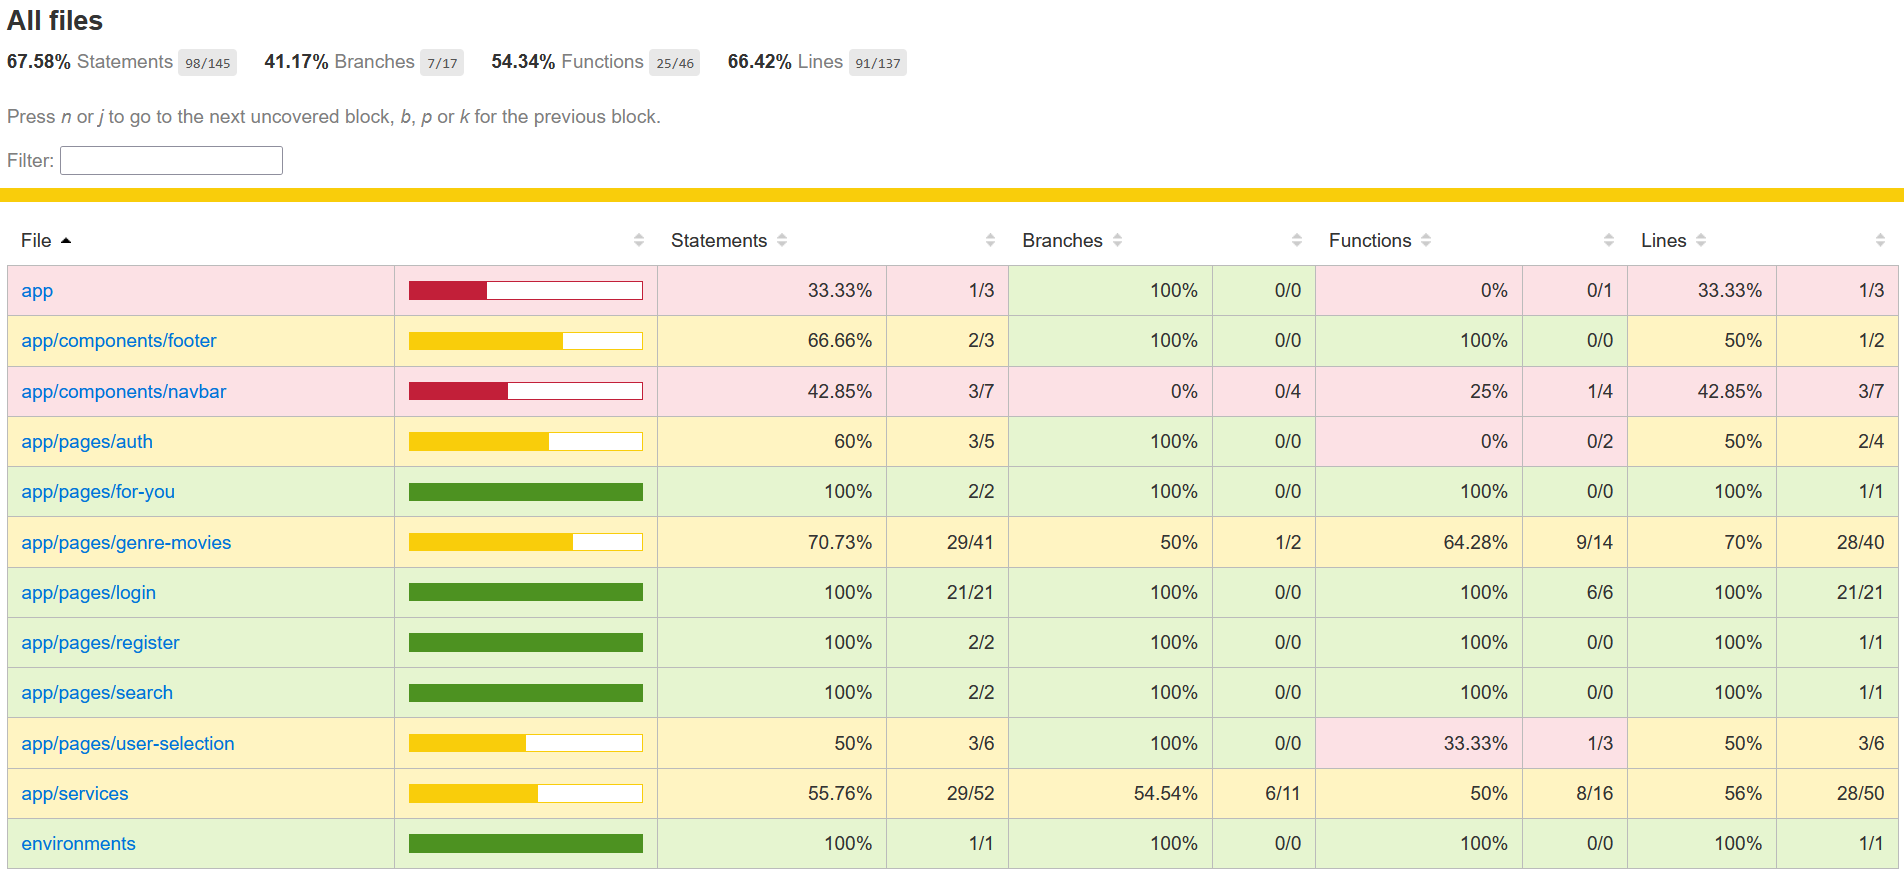 All files
67.58% Statements 98/145 41.17% Branches 7/17 54.34% Functions 25/46 66.42% Lines 91/137
Press n or j to go to the next uncovered block, b, p or k for the previous block.
Filter:
File Statements Branches Functions Lines
app 33.33% 1/3 100% 0/0 0% 0/1 33.33% 1/3
app/components/footer 66.66% 2/3 100% 0/0 100% 0/0 50% 1/2
app/components/navbar 42.85% 3/7 0% 0/4 25% 1/4 42.85% 3/7
app/pages/auth 60% 3/5 100% 0/0 0% 0/2 50% 2/4
app/pages/for-you 100% 2/2 100% 0/0 100% 0/0 100% 1/1
app/pages/genre-movies 70.73% 29/41 50% 1/2 64.28% 9/14 70% 28/40
app/pages/login 100% 21/21 100% 0/0 100% 6/6 100% 21/21
app/pages/register 100% 2/2 100% 0/0 100% 0/0 100% 1/1
app/pages/search 100% 2/2 100% 0/0 100% 0/0 100% 1/1
app/pages/user-selection 50% 3/6 100% 0/0 33.33% 1/3 50% 3/6
app/services 55.76% 29/52 54.54% 6/11 50% 8/16 56% 28/50
environments 100% 1/1 100% 0/0 100% 0/0 100% 1/1